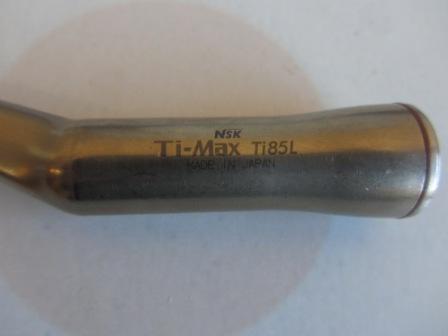 NSK
Ti-Max Ti85L
MADE IN JAPAN